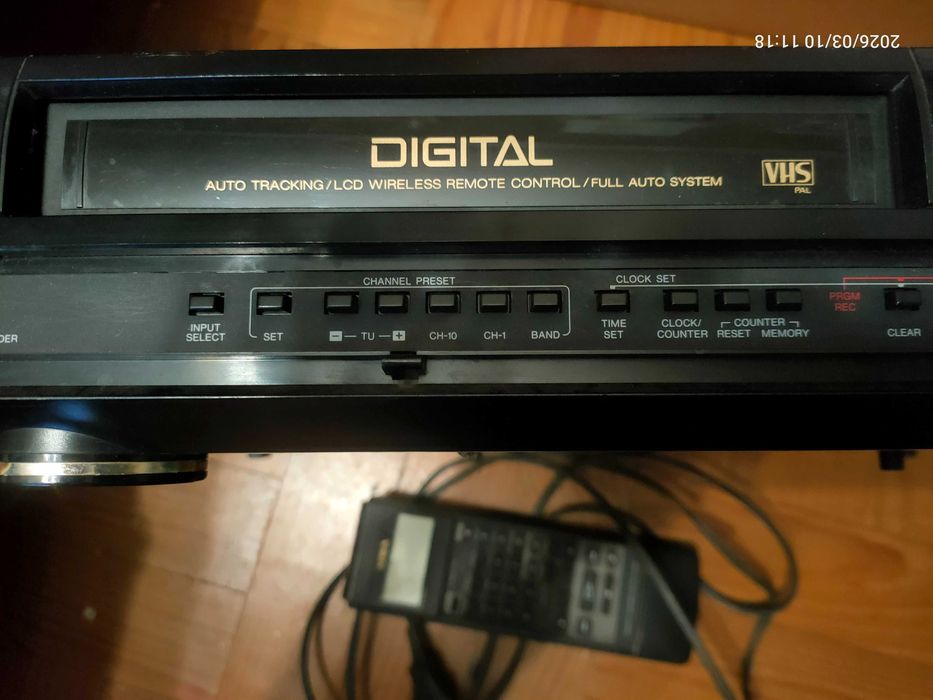 2026/03/10 11:18
DIGITAL
AUTO TRACKING/LCD WIRELESS REMOTE CONTROL/FULL AUTO SYSTEM
VHS
PAL
CHANNEL PRESET
CLOCK SET
PRGM
REC
DER
INPUT
SELECT
SET
- TU +
CH-10
CH-1
BAND
TIME
SET
CLOCK/
COUNTER
COUNTER
RESET MEMORY
CLEAR